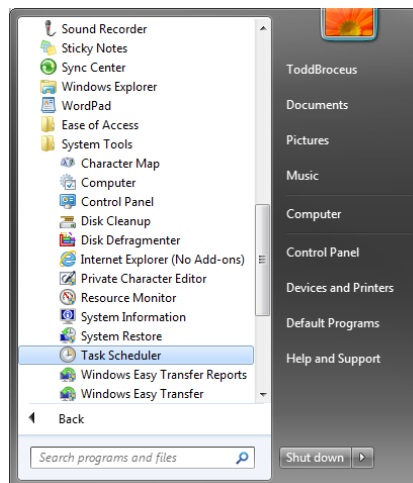 Sound Recorder
Sticky Notes
Sync Center
Windows Explorer
WordPad
Ease of Access
System Tools
Character Map
Computer
Control Panel
Disk Cleanup
Disk Defragmenter
Internet Explorer (No Add-ons)
Private Character Editor
Resource Monitor
System Information
System Restore
Task Scheduler
Windows Easy Transfer Reports
Windows Easy Transfer
Back
Search programs and files
ToddBroceus
Documents
Pictures
Music
Computer
Control Panel
Devices and Printers
Default Programs
Help and Support
Shut down